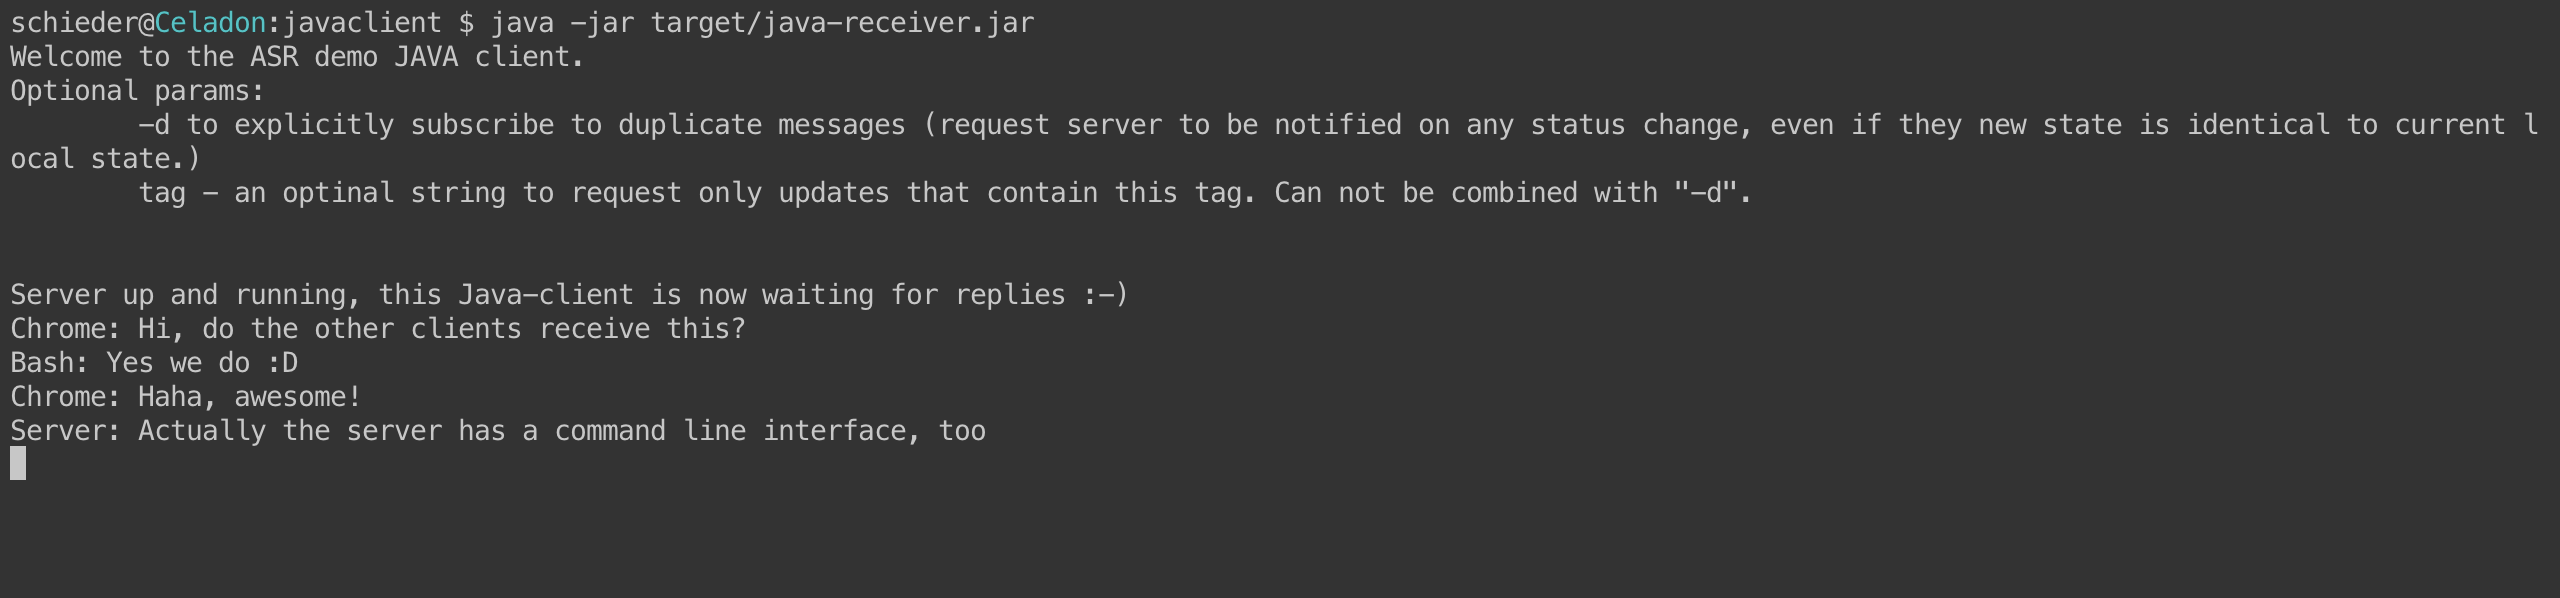 schieder@Celadon:javaclient $ java -jar target/java-receiver.jar
Welcome to the ASR demo JAVA client.
Optional params:
        -d to explicitly subscribe to duplicate messages (request server to be notified on any status change, even if they new state is identical to current l
ocal state.)
        tag - an optinal string to request only updates that contain this tag. Can not be combined with "-d".
Server up and running, this Java-client is now waiting for replies :-)
Chrome: Hi, do the other clients receive this?
Bash: Yes we do :D
Chrome: Haha, awesome!
Server: Actually the server has a command line interface, too